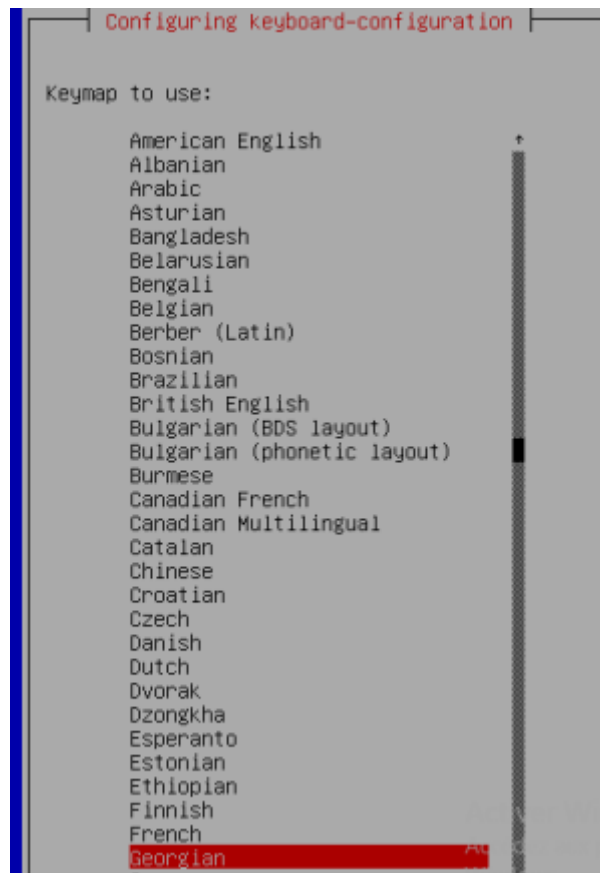 Configuring keyboard-configuration
Keymap to use:
American English
Albanian
Arabic
Asturian
Bangladesh
Belarusian
Bengali
Belgian
Berber (Latin)
Bosnian
Brazilian
British English
Bulgarian (BDS layout)
Bulgarian (phonetic layout)
Burmese
Canadian French
Canadian Multilingual
Catalan
Chinese
Croatian
Czech
Danish
Dutch
Dvorak
Dzongkha
Esperanto
Estonian
Ethiopian
Finnish
French
Georgian